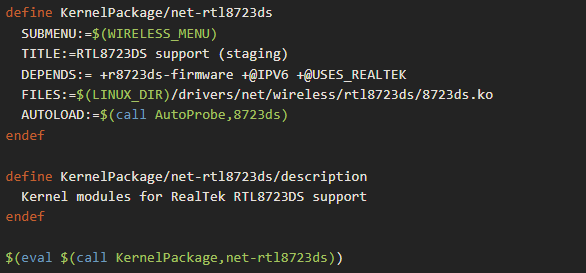 define KernelPackage/net-rtl8723ds
  SUBMENU:=$(WIRELESS_MENU)
  TITLE:=RTL8723DS support (staging)
  DEPENDS:= +r8723ds-firmware +@IPV6 +@USES_REALTEK
  FILES:=$(LINUX_DIR)/drivers/net/wireless/rtl8723ds/8723ds.ko
  AUTOLOAD:=$(call AutoProbe,8723ds)
endef

define KernelPackage/net-rtl8723ds/description
  Kernel modules for RealTek RTL8723DS support
endef

$(eval $(call KernelPackage,net-rtl8723ds))